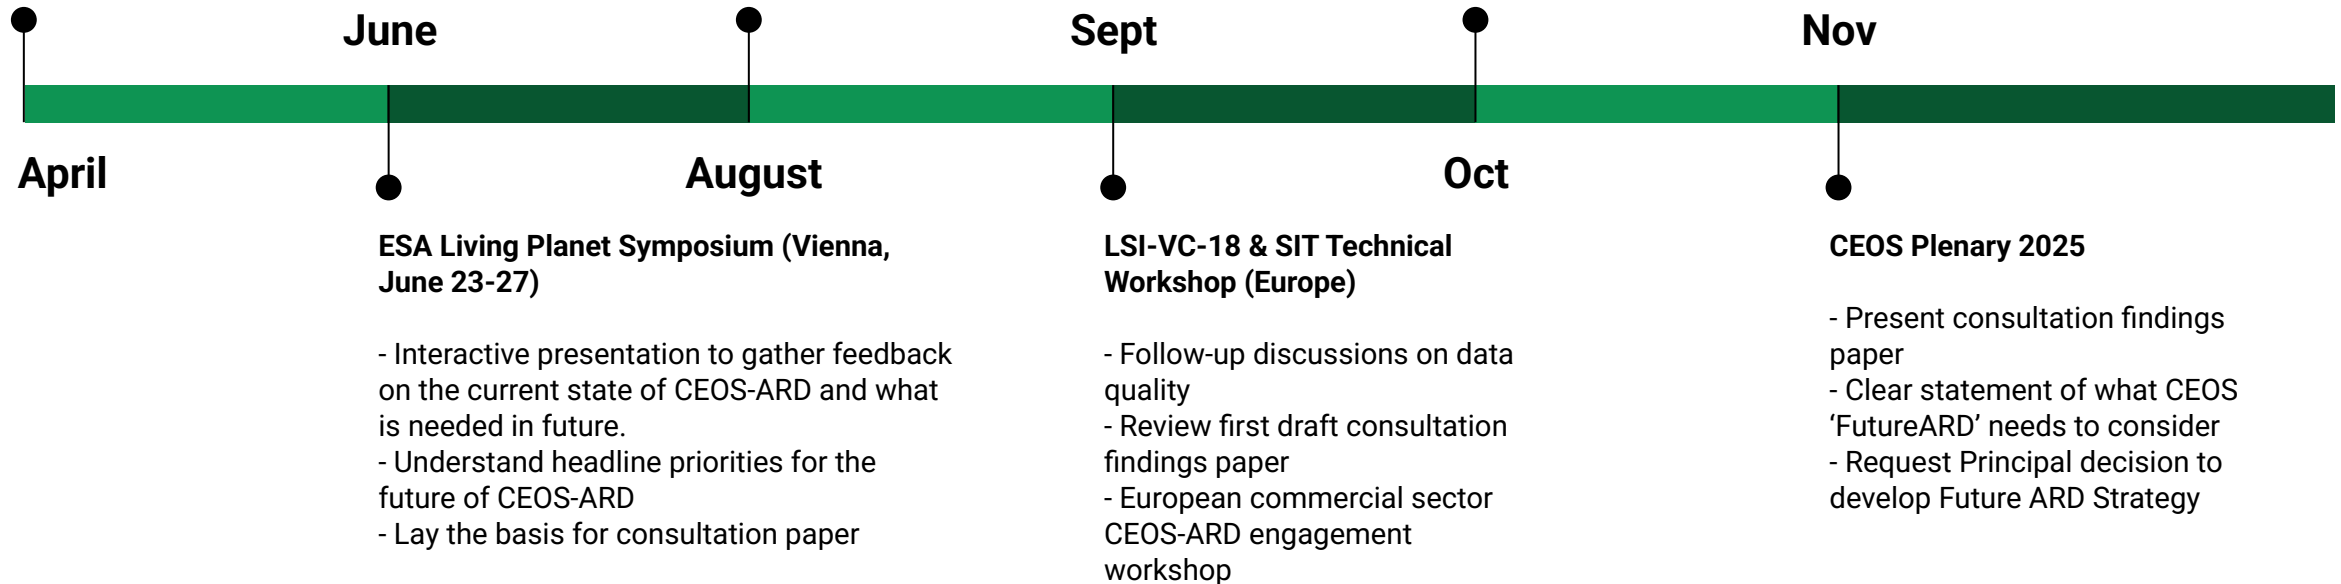 June
Sept
Nov
April
August
Oct
ESA Living Planet Symposium (Vienna,
June 23-27)
- Interactive presentation to gather feedback
on the current state of CEOS-ARD and what
is needed in future.
- Understand headline priorities for the
future of CEOS-ARD
- Lay the basis for consultation paper
LSI-VC-18 & SIT Technical
Workshop (Europe)
- Follow-up discussions on data
quality
- Review first draft consultation
findings paper
- European commercial sector
CEOS-ARD engagement
workshop
CEOS Plenary 2025
- Present consultation findings
paper
- Clear statement of what CEOS
‘FutureARD’ needs to consider
- Request Principal decision to
develop Future ARD Strategy